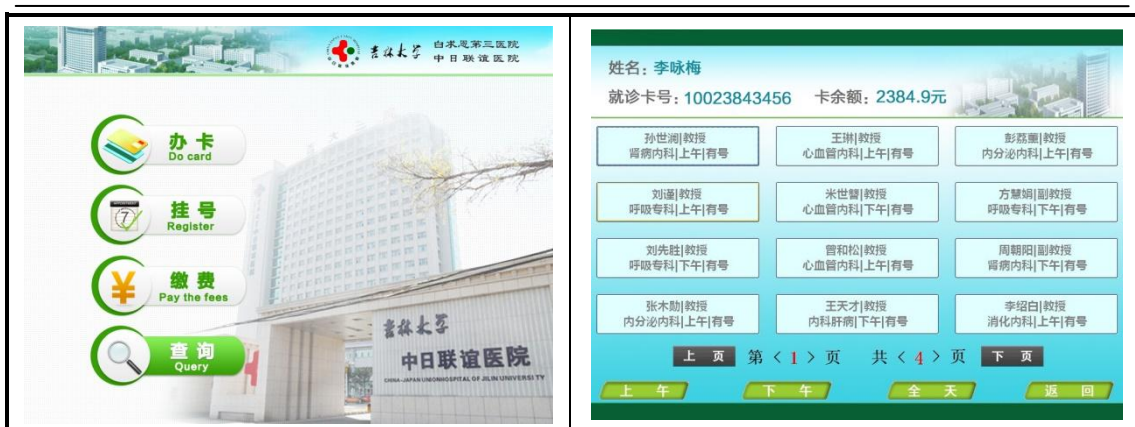 吉林大学
白求恩第三医院
中日联谊医院
办卡
Do card
挂号
Register
7
缴费
Pay the fees
¥
查询
Query
吉林大学
中日联谊医院
CHINA-JAPAN UNION HOSPITAL OF JILIN UNIVERSITY
姓名：李咏梅
就诊卡号：10023843456 卡余额：2384.9元
孙世澜|教授
肾病内科|上午|有号
王琳|教授
心血管内科|上午|有号
彭荔薰|教授
内分泌内科|上午|有号
刘谨|教授
呼吸专科|上午|有号
米世瞽|教授
心血管内科|下午|有号
方慧娟|副教授
呼吸专科|下午|有号
刘先胜|教授
呼吸专科|下午|有号
曾和松|教授
心血管内科|上午|有号
周朝阳|副教授
肾病内科|下午|有号
张木勋|教授
内分泌内科|上午|有号
王天才|教授
内科肝病|下午|有号
李绍白|教授
消化内科|上午|有号
上 页 第 < 1 > 页 共 < 4 > 页 下 页
上 午 下 午 全 天 返 回